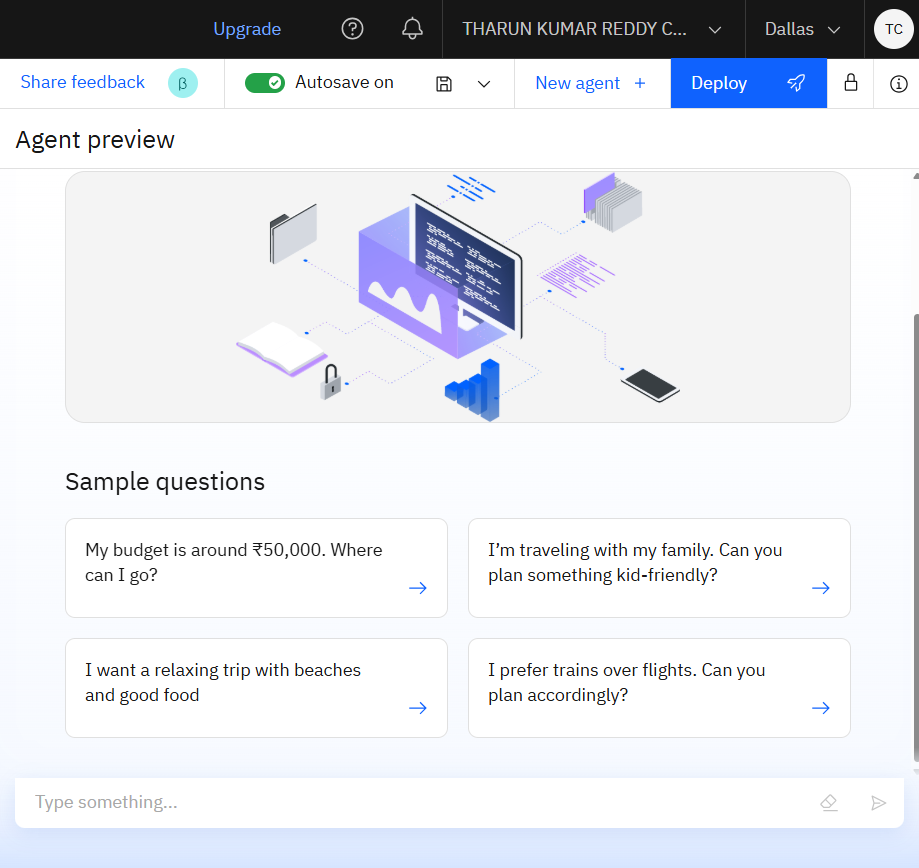 Upgrade
THARUN KUMAR REDDY C...
Dallas
TC
Share feedback
β
Autosave on
New agent +
Deploy
Agent preview
Sample questions
My budget is around ₹50,000. Where
can I go?
I’m traveling with my family. Can you
plan something kid-friendly?
I want a relaxing trip with beaches
and good food
I prefer trains over flights. Can you
plan accordingly?
Type something...